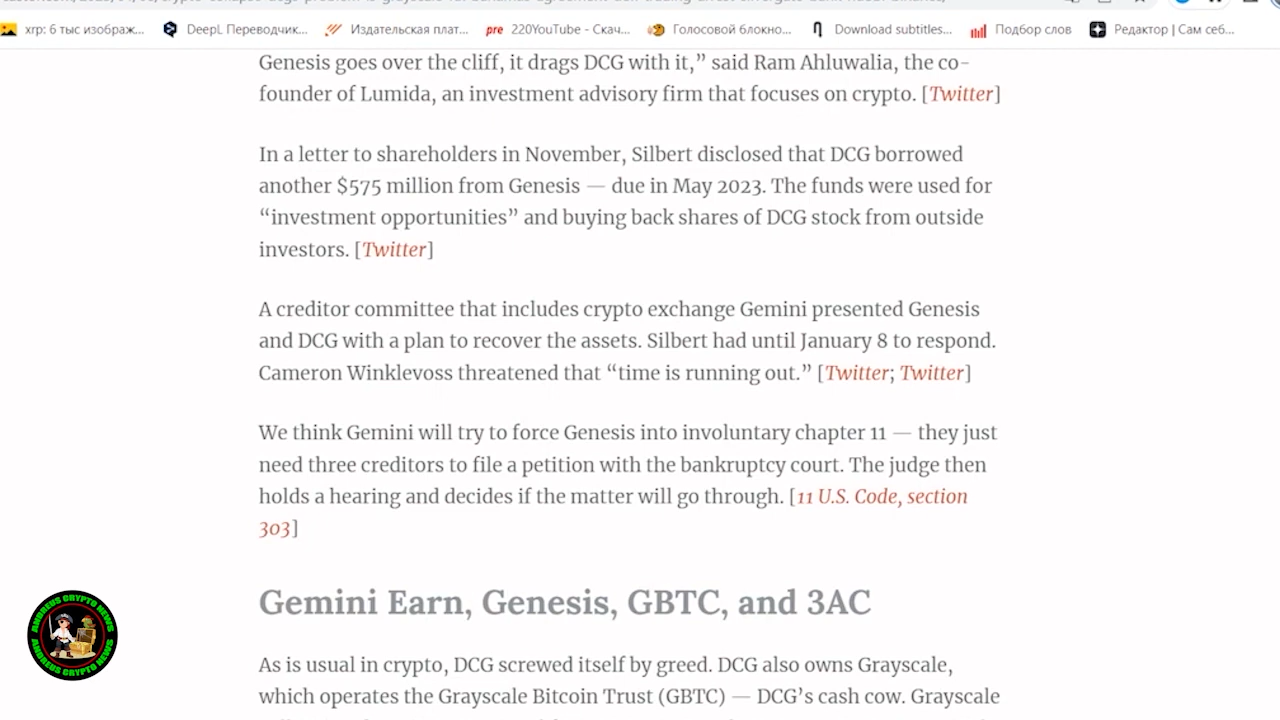 xrp: 6 тыс изображ...
DeepL Переводчик...
Издательская плат...
pre 220YouTube - Скач...
Голосовой блокно...
Download subtitles...
Подбор слов
Редактор | Сам себ...
Genesis goes over the cliff, it drags DCG with it,” said Ram Ahluwalia, the co-
founder of Lumida, an investment advisory firm that focuses on crypto. [Twitter]
In a letter to shareholders in November, Silbert disclosed that DCG borrowed
another $575 million from Genesis — due in May 2023. The funds were used for
“investment opportunities” and buying back shares of DCG stock from outside
investors. [Twitter]
A creditor committee that includes crypto exchange Gemini presented Genesis
and DCG with a plan to recover the assets. Silbert had until January 8 to respond.
Cameron Winklevoss threatened that “time is running out.” [Twitter; Twitter]
We think Gemini will try to force Genesis into involuntary chapter 11 — they just
need three creditors to file a petition with the bankruptcy court. The judge then
holds a hearing and decides if the matter will go through. [11 U.S. Code, section
303]
Gemini Earn, Genesis, GBTC, and 3AC
As is usual in crypto, DCG screwed itself by greed. DCG also owns Grayscale,
which operates the Grayscale Bitcoin Trust (GBTC) — DCG’s cash cow. Grayscale
ANDREUS CRYPTO NEWS
ANDREUS CRYPTO NEWS